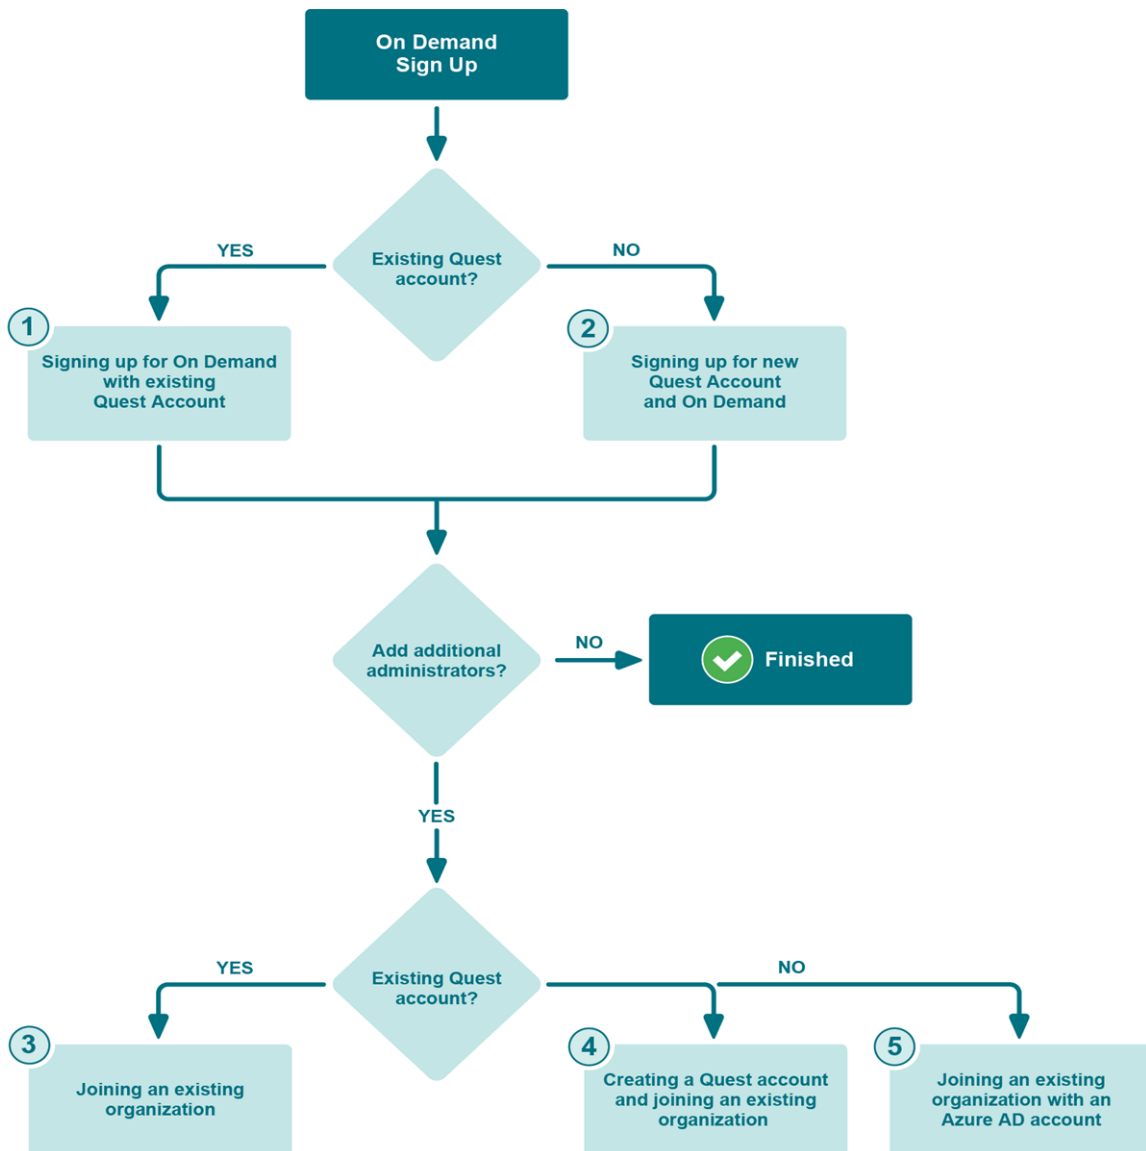 On Demand
Sign Up
Existing Quest
account?
YES
NO
1
Signing up for On Demand
with existing
Quest Account
2
Signing up for new
Quest Account
and On Demand
Add additional
administrators?
NO
Finished
YES
Existing Quest
account?
YES
NO
3
Joining an existing
organization
4
Creating a Quest account
and joining an existing
organization
5
Joining an existing
organization with an
Azure AD account